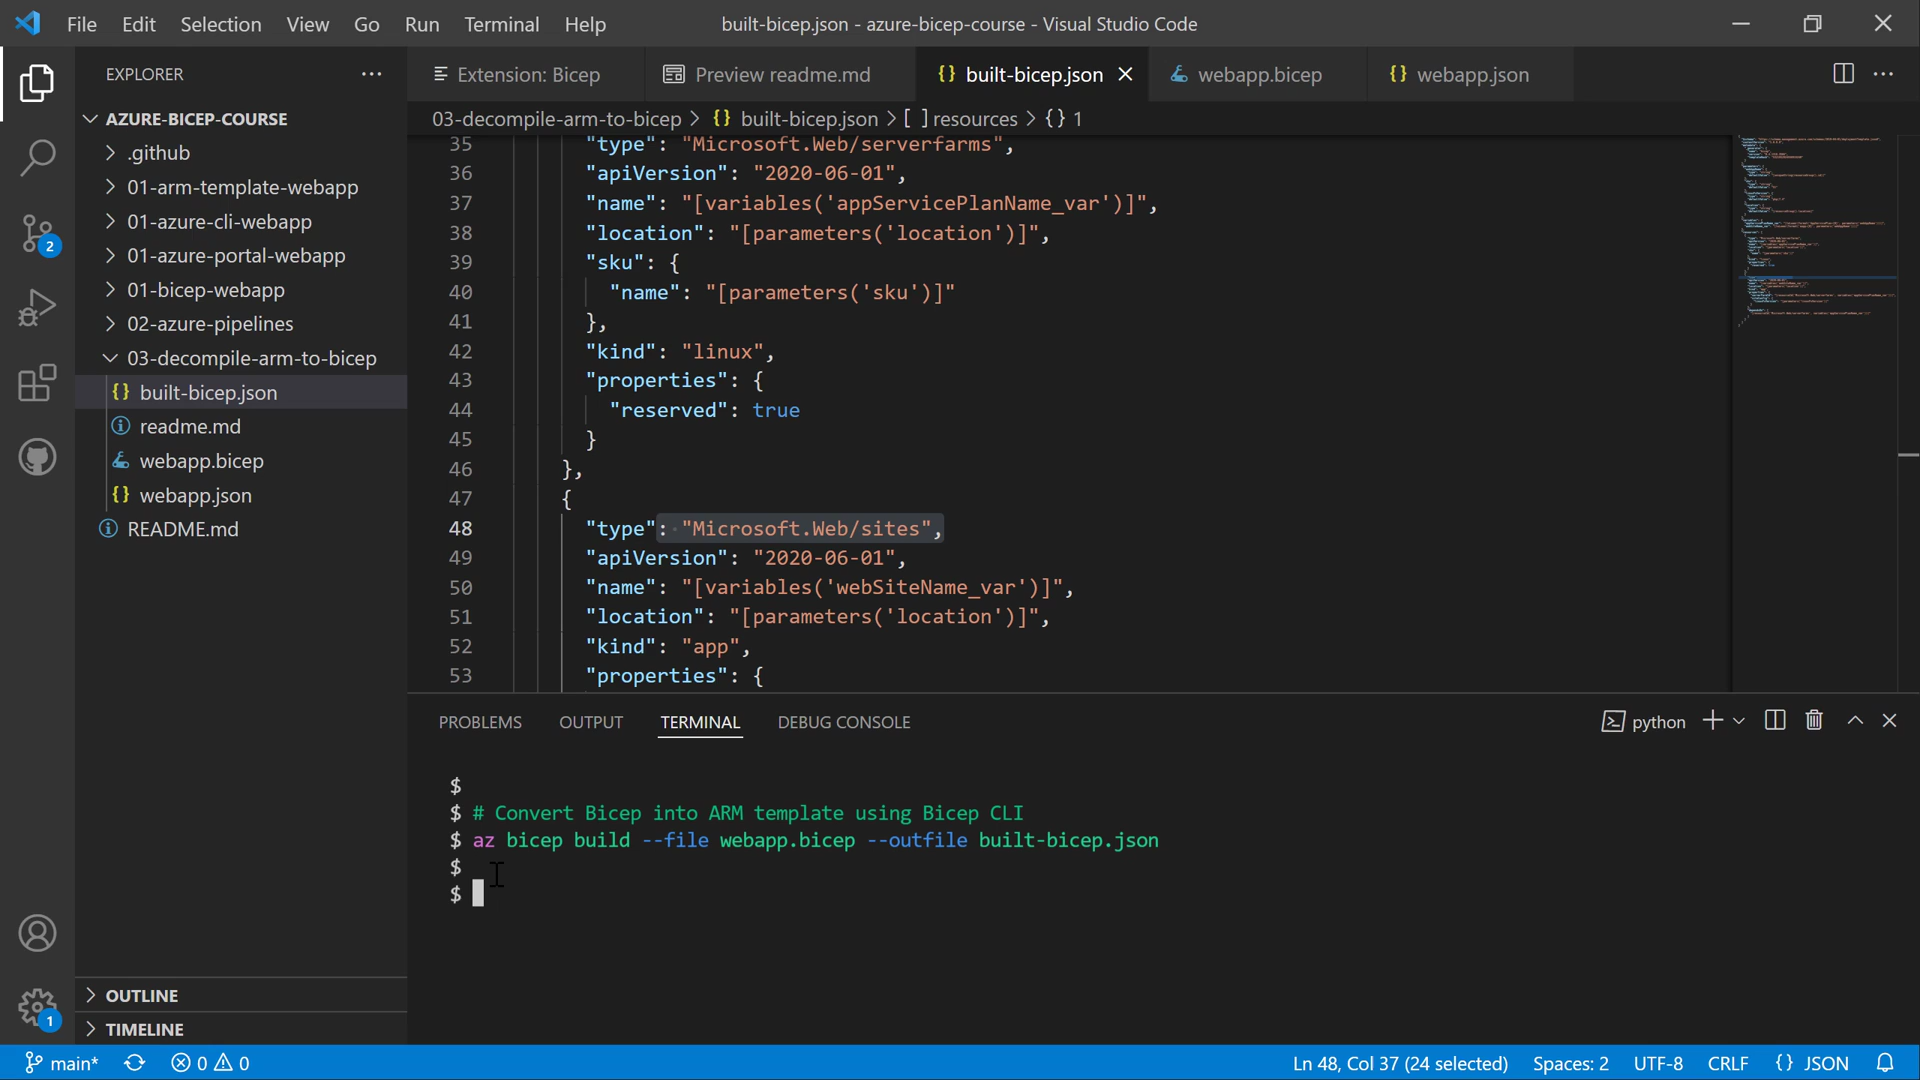 File Edit Selection View Go Run Terminal Help
built-bicep.json - azure-bicep-course - Visual Studio Code
EXPLORER
AZURE-BICEP-COURSE
.github
01-arm-template-webapp
01-azure-cli-webapp
01-azure-portal-webapp
01-bicep-webapp
02-azure-pipelines
03-decompile-arm-to-bicep
{} built-bicep.json
readme.md
webapp.bicep
{} webapp.json
README.md
OUTLINE
TIMELINE
2
1
Extension: Bicep
Preview readme.md
{} built-bicep.json
webapp.bicep
{} webapp.json
03-decompile-arm-to-bicep > {} built-bicep.json > [ ] resources > {} 1
35 "type": "Microsoft.Web/serverfarms",
36 "apiVersion": "2020-06-01",
37 "name": "[variables('appServicePlanName_var')]",
38 "location": "[parameters('location')]",
39 "sku": {
40 "name": "[parameters('sku')]"
41 },
42 "kind": "linux",
43 "properties": {
44 "reserved": true
45 }
46 },
47 {
48 "type": "Microsoft.Web/sites",
49 "apiVersion": "2020-06-01",
50 "name": "[variables('webSiteName_var')]",
51 "location": "[parameters('location')]",
52 "kind": "app",
53 "properties": {
PROBLEMS OUTPUT TERMINAL DEBUG CONSOLE
python
$
$ # Convert Bicep into ARM template using Bicep CLI
$ az bicep build --file webapp.bicep --outfile built-bicep.json
$
$
main* 0 0
Ln 48, Col 37 (24 selected) Spaces: 2 UTF-8 CRLF {} JSON